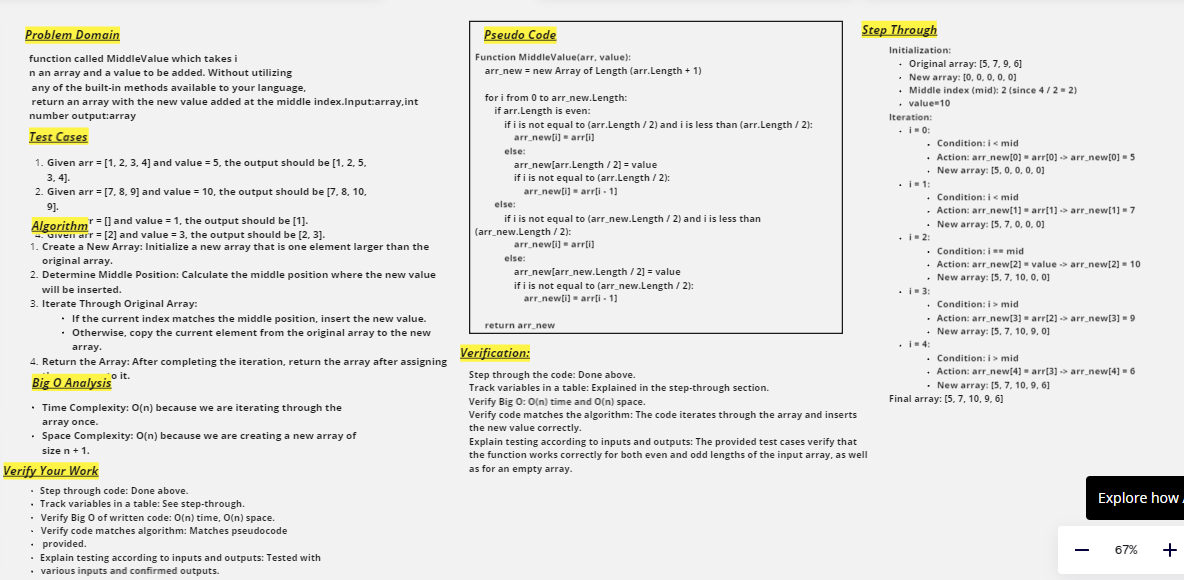 Problem Domain
function called MiddleValue which takes i
n an array and a value to be added. Without utilizing
any of the built-in methods available to your language,
return an array with the new value added at the middle index.Input:array,int
number output:array
Test Cases
1. Given arr = [1, 2, 3, 4] and value = 5, the output should be [1, 2, 5,
3, 4].
2. Given arr = [7, 8, 9] and value = 10, the output should be [7, 8, 10,
9].
r = [] and value = 1, the output should be [1].
4. Given arr = [2] and value = 3, the output should be [2, 3].
Algorithm
1. Create a New Array: Initialize a new array that is one element larger than the
original array.
2. Determine Middle Position: Calculate the middle position where the new value
will be inserted.
3. Iterate Through Original Array:
• If the current index matches the middle position, insert the new value.
• Otherwise, copy the current element from the original array to the new
array.
4. Return the Array: After completing the iteration, return the array after assigning
o it.
Big O Analysis
• Time Complexity: O(n) because we are iterating through the
array once.
• Space Complexity: O(n) because we are creating a new array of
size n + 1.
Verify Your Work
• Step through code: Done above.
• Track variables in a table: See step-through.
• Verify Big O of written code: O(n) time, O(n) space.
• Verify code matches algorithm: Matches pseudocode
• provided.
• Explain testing according to inputs and outputs: Tested with
• various inputs and confirmed outputs.
Pseudo Code
Function MiddleValue(arr, value):
arr_new = new Array of Length (arr.Length + 1)
for i from 0 to arr_new.Length:
if arr.Length is even:
if i is not equal to (arr.Length / 2) and i is less than (arr.Length / 2):
arr_new[i] = arr[i]
else:
arr_new[arr.Length / 2] = value
if i is not equal to (arr.Length / 2):
arr_new[i] = arr[i - 1]
else:
if i is not equal to (arr_new.Length / 2) and i is less than
(arr_new.Length / 2):
arr_new[i] = arr[i]
else:
arr_new[arr_new.Length / 2] = value
if i is not equal to (arr_new.Length / 2):
arr_new[i] = arr[i - 1]
return arr_new
Verification:
Step through the code: Done above.
Track variables in a table: Explained in the step-through section.
Verify Big O: O(n) time and O(n) space.
Verify code matches the algorithm: The code iterates through the array and inserts
the new value correctly.
Explain testing according to inputs and outputs: The provided test cases verify that
the function works correctly for both even and odd lengths of the input array, as well
as for an empty array.
Step Through
Initialization:
• Original array: [5, 7, 9, 6]
• New array: [0, 0, 0, 0, 0]
• Middle index (mid): 2 (since 4 / 2 = 2)
• value=10
Iteration:
• i = 0:
• Condition: i < mid
• Action: arr_new[0] = arr[0] -> arr_new[0] = 5
• New array: [5, 0, 0, 0, 0]
• i = 1:
• Condition: i < mid
• Action: arr_new[1] = arr[1] -> arr_new[1] = 7
• New array: [5, 7, 0, 0, 0]
• i = 2:
• Condition: i == mid
• Action: arr_new[2] = value -> arr_new[2] = 10
• New array: [5, 7, 10, 0, 0]
• i = 3:
• Condition: i > mid
• Action: arr_new[3] = arr[2] -> arr_new[3] = 9
• New array: [5, 7, 10, 9, 0]
• i = 4:
• Condition: i > mid
• Action: arr_new[4] = arr[3] -> arr_new[4] = 6
• New array: [5, 7, 10, 9, 6]
Final array: [5, 7, 10, 9, 6]
Explore how
67%